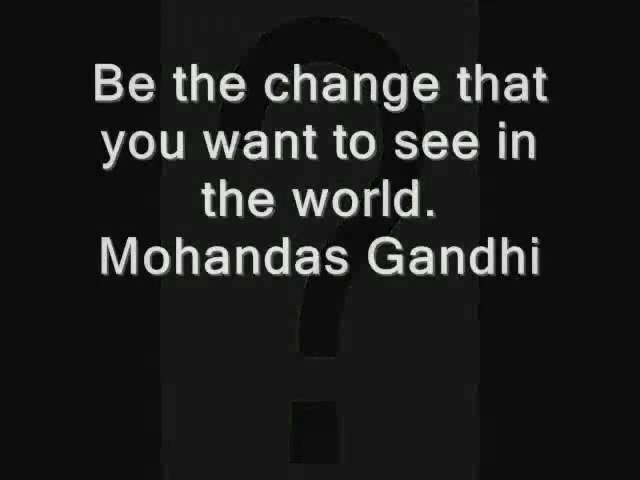 Be the change that
you want to see in
the world.
Mohandas Gandhi